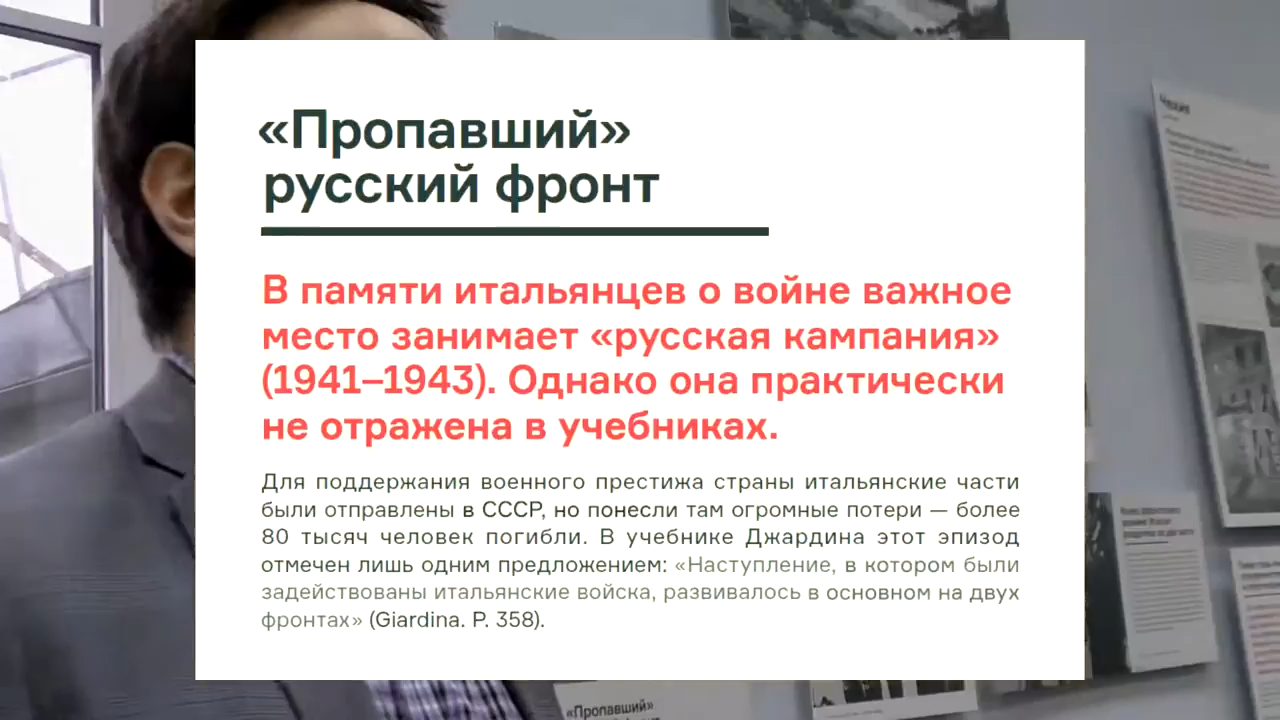 «Пропавший»
русский фронт
В памяти итальянцев о войне важное
место занимает «русская кампания»
(1941–1943). Однако она практически
не отражена в учебниках.
Для поддержания военного престижа страны итальянские части
были отправлены в СССР, но понесли там огромные потери — более
80 тысяч человек погибли. В учебнике Джардина этот эпизод
отмечен лишь одним предложением: «Наступление, в котором были
задействованы итальянские войска, развивалось в основном на двух
фронтах» (Giardina. P. 358).
Чехия
«Пропавший»